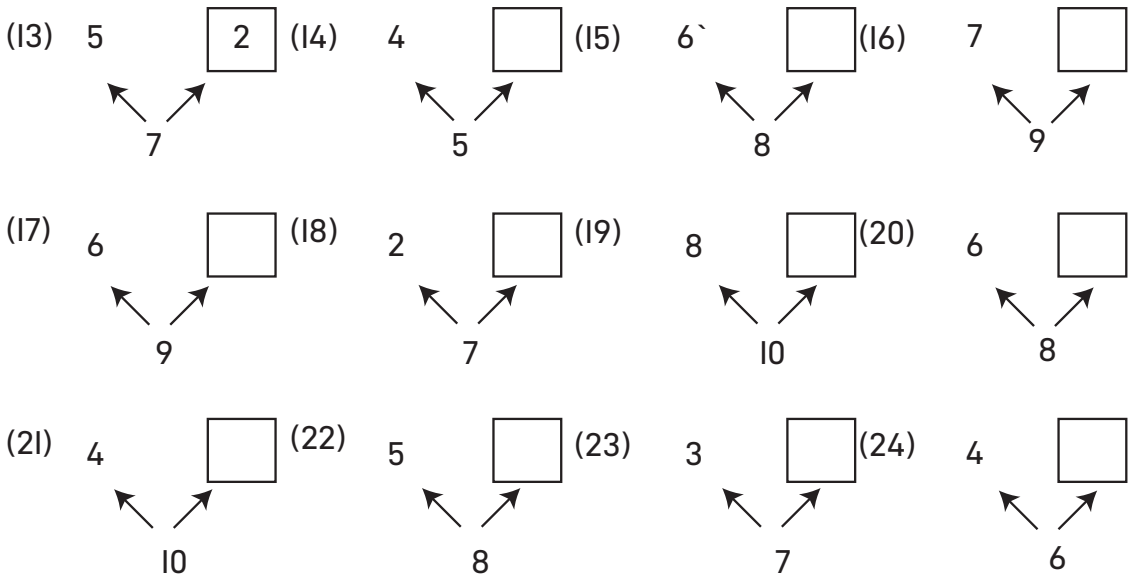 (13) 5 2 (14) 4 (15) 6` (16) 7
7 5 8 9
(17) 6 (18) 2 (19) 8 (20) 6
9 7 10 8
(21) 4 (22) 5 (23) 3 (24) 4
10 8 7 6